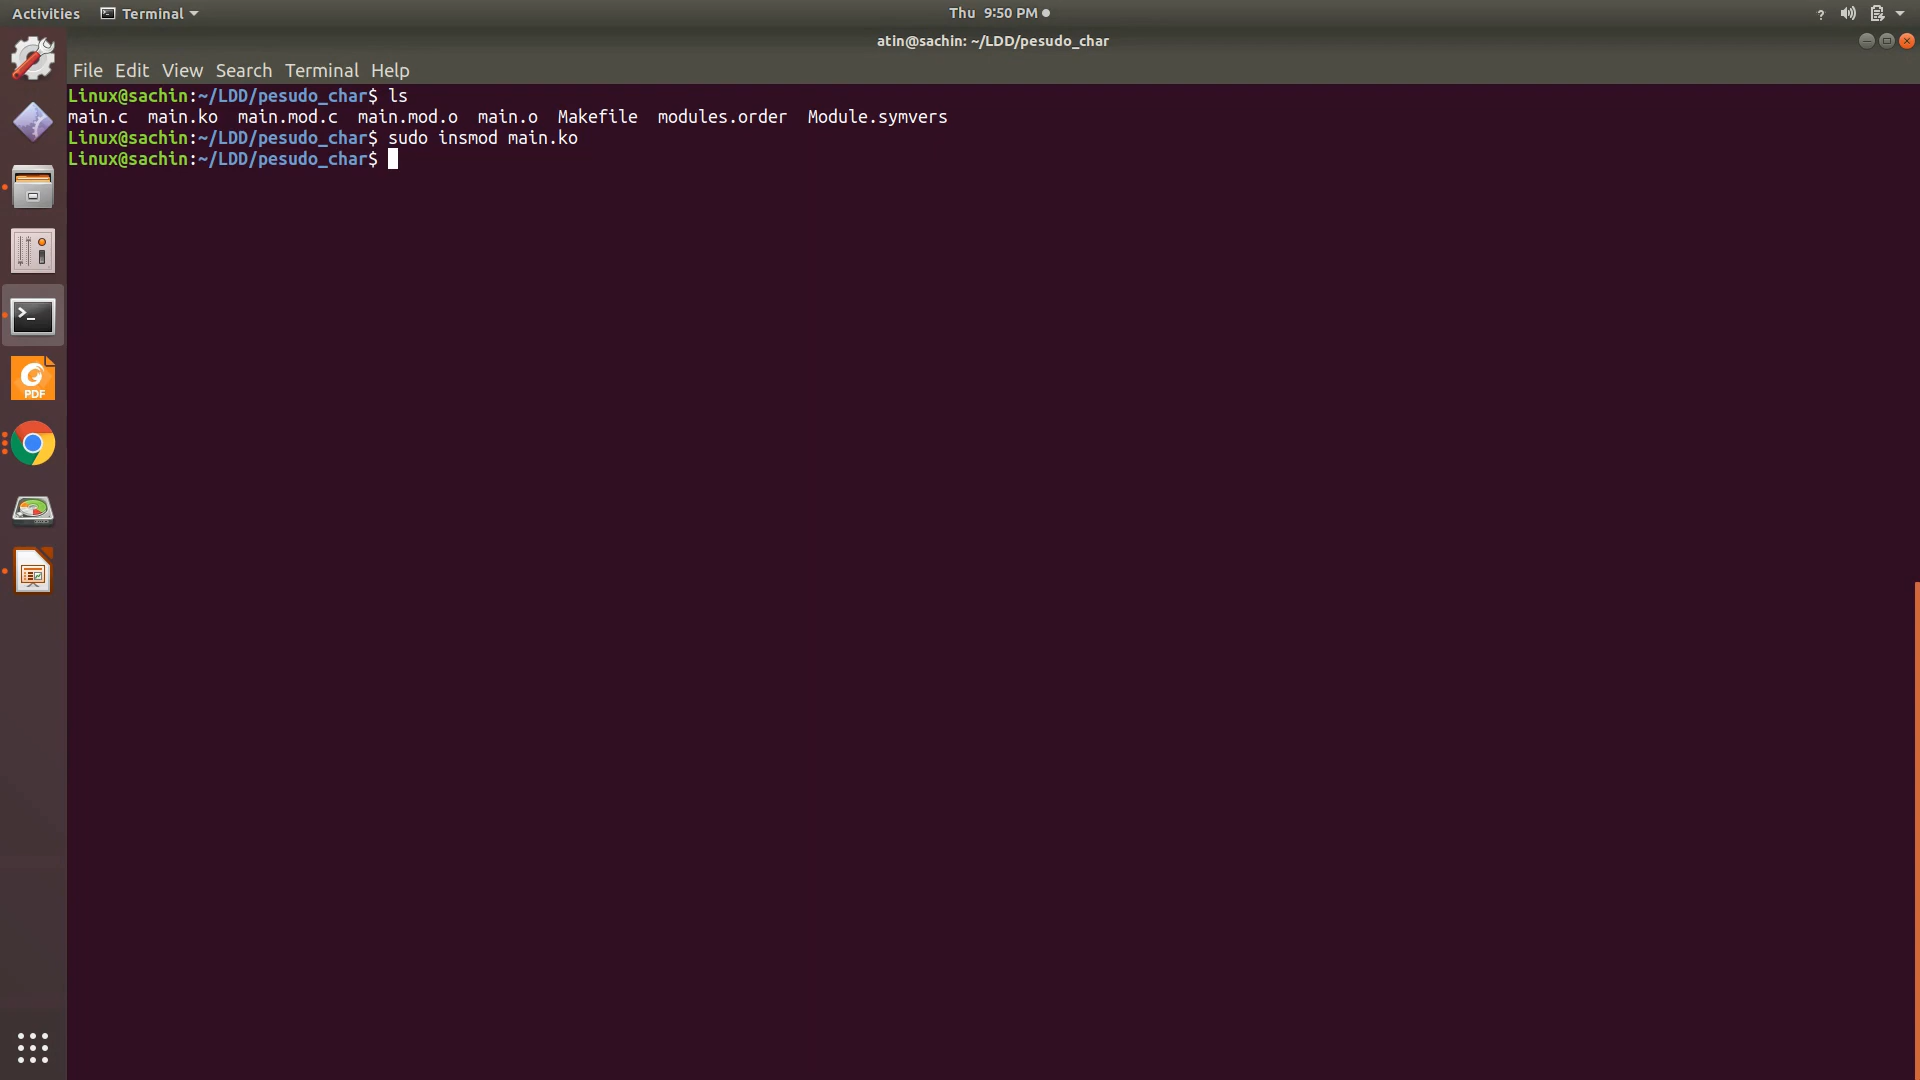 Activities Terminal Thu 9:50 PM ?
atin@sachin: ~/LDD/pesudo_char
File Edit View Search Terminal Help
Linux@sachin:~/LDD/pesudo_char$ ls
main.c main.ko main.mod.c main.mod.o main.o Makefile modules.order Module.symvers
Linux@sachin:~/LDD/pesudo_char$ sudo insmod main.ko
Linux@sachin:~/LDD/pesudo_char$
>_
PDF